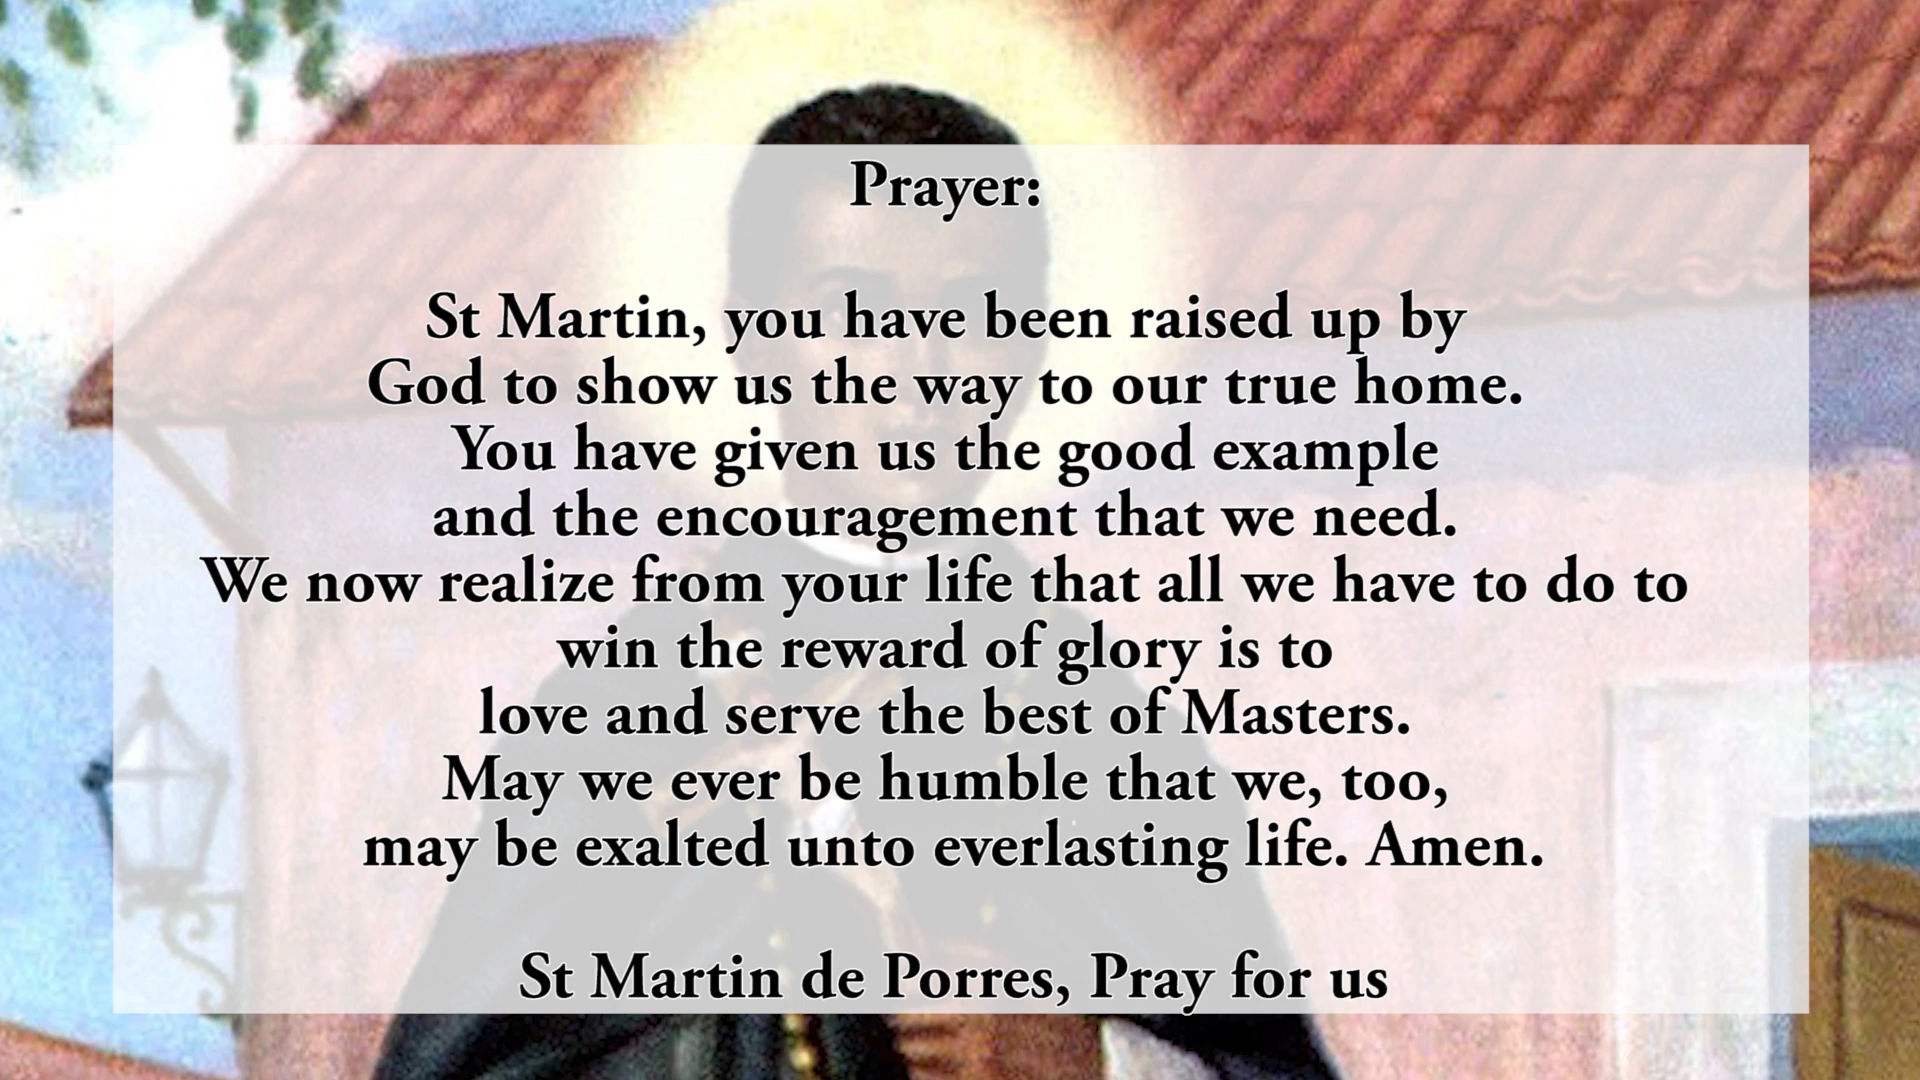 Prayer:
St Martin, you have been raised up by
God to show us the way to our true home.
You have given us the good example
and the encouragement that we need.
We now realize from your life that all we have to do to
win the reward of glory is to
love and serve the best of Masters.
May we ever be humble that we, too,
may be exalted unto everlasting life. Amen.
St Martin de Porres, Pray for us